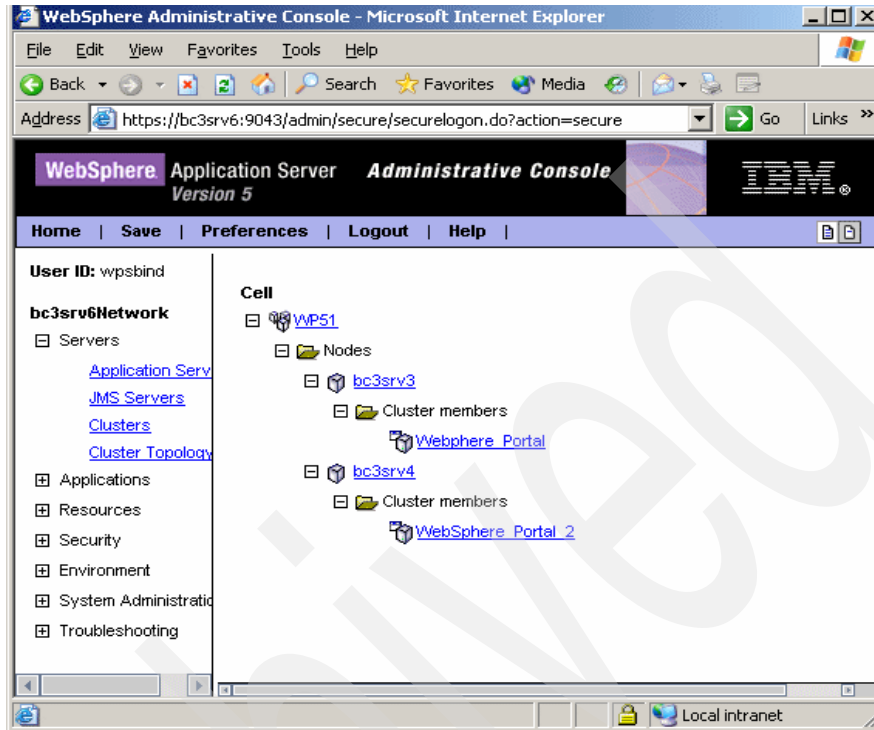 WebSphere Administrative Console - Microsoft Internet Explorer
File Edit View Favorites Tools Help
Back Search Favorites Media
Address https://bc3srv6:9043/admin/secure/securelogon.do?action=secure Go Links »
WebSphere Application Server Administrative Console IBM®
Version 5
Home | Save | Preferences | Logout | Help |
User ID: wpsbind
bc3srv6Network
Servers
Application Serv
JMS Servers
Clusters
Cluster Topology
Applications
Resources
Security
Environment
System Administratio
Troubleshooting
Cell
WP51
Nodes
bc3srv3
Cluster members
Webphere_Portal
bc3srv4
Cluster members
WebSphere_Portal_2
Local intranet
hived